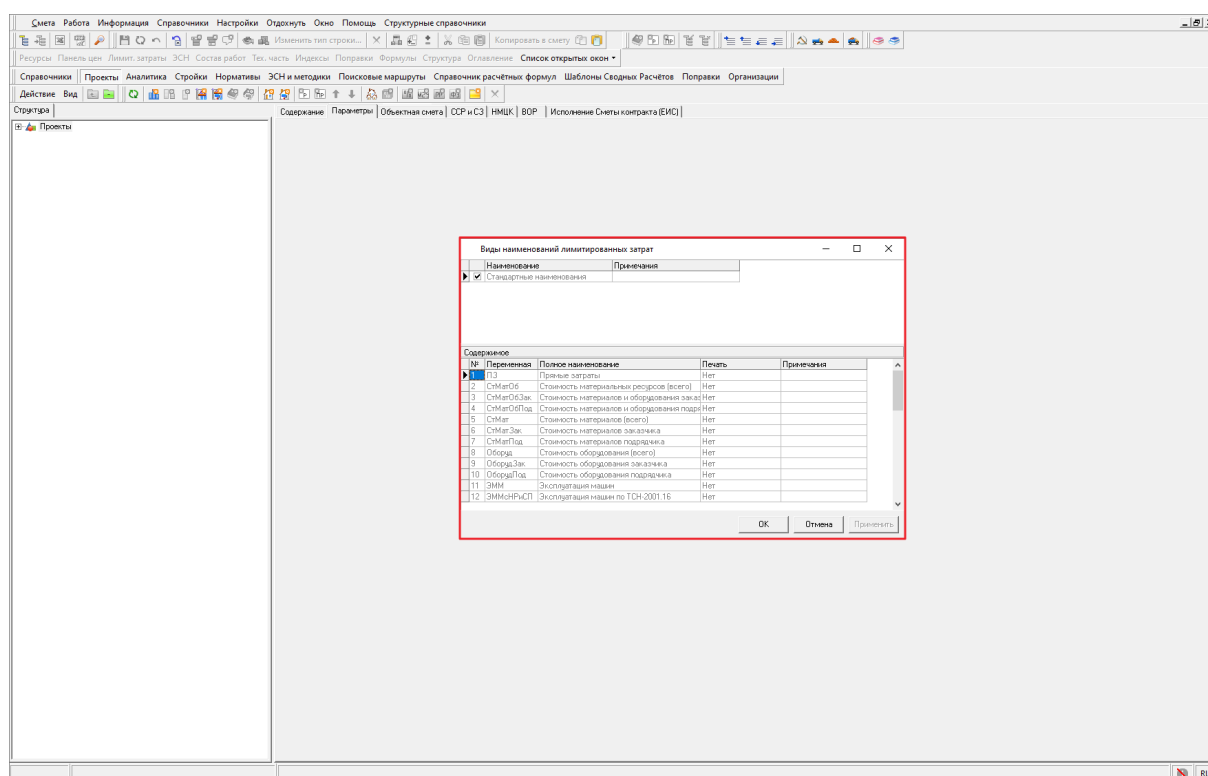 Смета Работа Информация Справочники Настройки Отдохнуть Окно Помощь Структурные справочники
Изменить тип строки... Копировать в смету
Ресурсы Панель цен Лимит. затраты ЭСН Состав работ Тех. часть Индексы Поправки Формулы Структура Оглавление Список открытых окон
Справочники Проекты Аналитика Стройки Нормативы ЭСН и методики Поисковые маршруты Справочник расчётных формул Шаблоны Сводных Расчётов Поправки Организации
Действие Вид
Структура Содержание Параметры Объектная смета ССР и СЗ НМЦК ВОР Исполнение Сметы контракта (ЕИС)
Проекты
Виды наименований лимитированных затрат
Наименование Примечания
Стандартные наименования
Содержимое
№ Переменная Полное наименование Печать Примечания
1 ПЗ Прямые затраты Нет
2 СтМатОб Стоимость материальных ресурсов (всего) Нет
3 СтМатОбЗак Стоимость материалов и оборудования заказ Нет
4 СтМатОбПод Стоимость материалов и оборудования подря Нет
5 СтМат Стоимость материалов (всего) Нет
6 СтМатЗак Стоимость материалов заказчика Нет
7 СтМатПод Стоимость материалов подрядчика Нет
8 Оборуд Стоимость оборудования (всего) Нет
9 ОборудЗак Стоимость оборудования заказчика Нет
10 ОборудПод Стоимость оборудования подрядчика Нет
11 ЭММ Эксплуатация машин Нет
12 ЭММсНРиСП Эксплуатация машин по ТСН-2001.16 Нет
ОК Отмена Применить